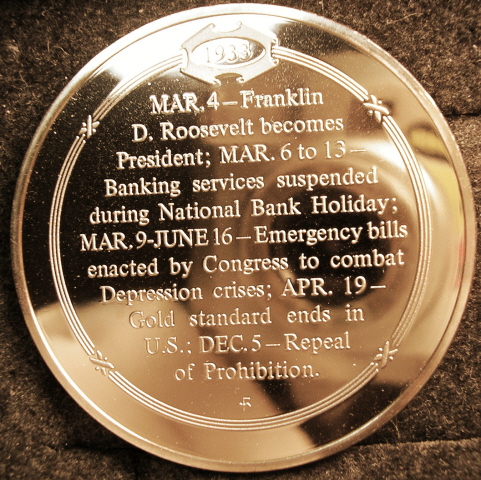 1933
MAR. 4—Franklin
D. Roosevelt becomes
President; MAR. 6 to 13—
Banking services suspended
during National Bank Holiday;
MAR. 9-JUNE 16—Emergency bills
enacted by Congress to combat
Depression crises; APR. 19—
Gold standard ends in
U.S.; DEC. 5—Repeal
of Prohibition.